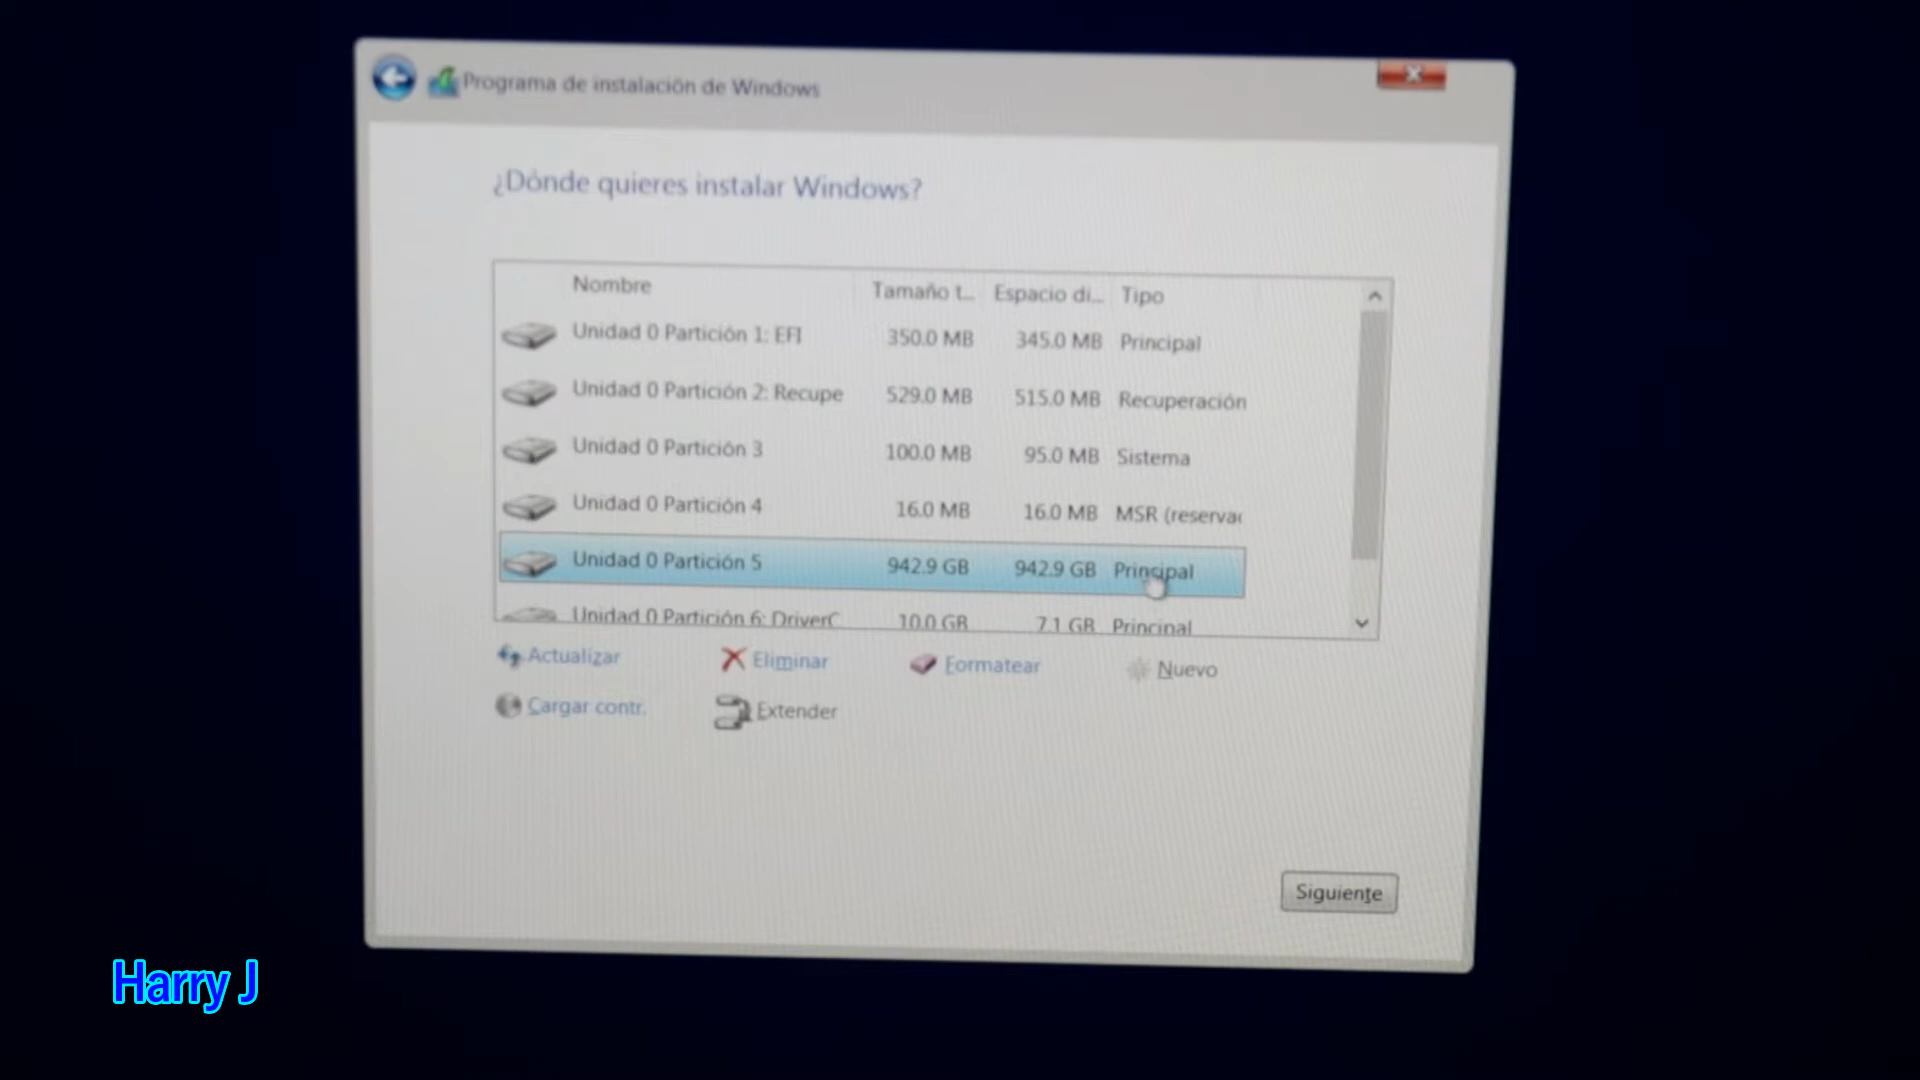 Programa de instalación de Windows
¿Dónde quieres instalar Windows?
Nombre Tamaño t... Espacio di... Tipo
Unidad 0 Partición 1: EFI 350.0 MB 345.0 MB Principal
Unidad 0 Partición 2: Recupe 529.0 MB 515.0 MB Recuperación
Unidad 0 Partición 3 100.0 MB 95.0 MB Sistema
Unidad 0 Partición 4 16.0 MB 16.0 MB MSR (reservac
Unidad 0 Partición 5 942.9 GB 942.9 GB Principal
Unidad 0 Partición 6: DriverC 10.0 GB 7.1 GB Principal
Actualizar Eliminar Formatear Nuevo
Cargar contr. Extender
Siguiente
Harry J